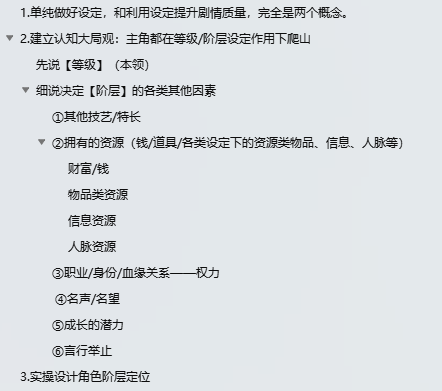 1.单纯做好设定，和利用设定提升剧情质量，完全是两个概念。
2.建立认知大局观：主角都在等级/阶层设定作用下爬山
先说【等级】（本领）
细说决定【阶层】的各类其他因素
①其他技艺/特长
②拥有的资源（钱/道具/各类设定下的资源类物品、信息、人脉等）
财富/钱
物品类资源
信息资源
人脉资源
③职业/身份/血缘关系——权力
④名声/名望
⑤成长的潜力
⑥言行举止
3.实操设计角色阶层定位